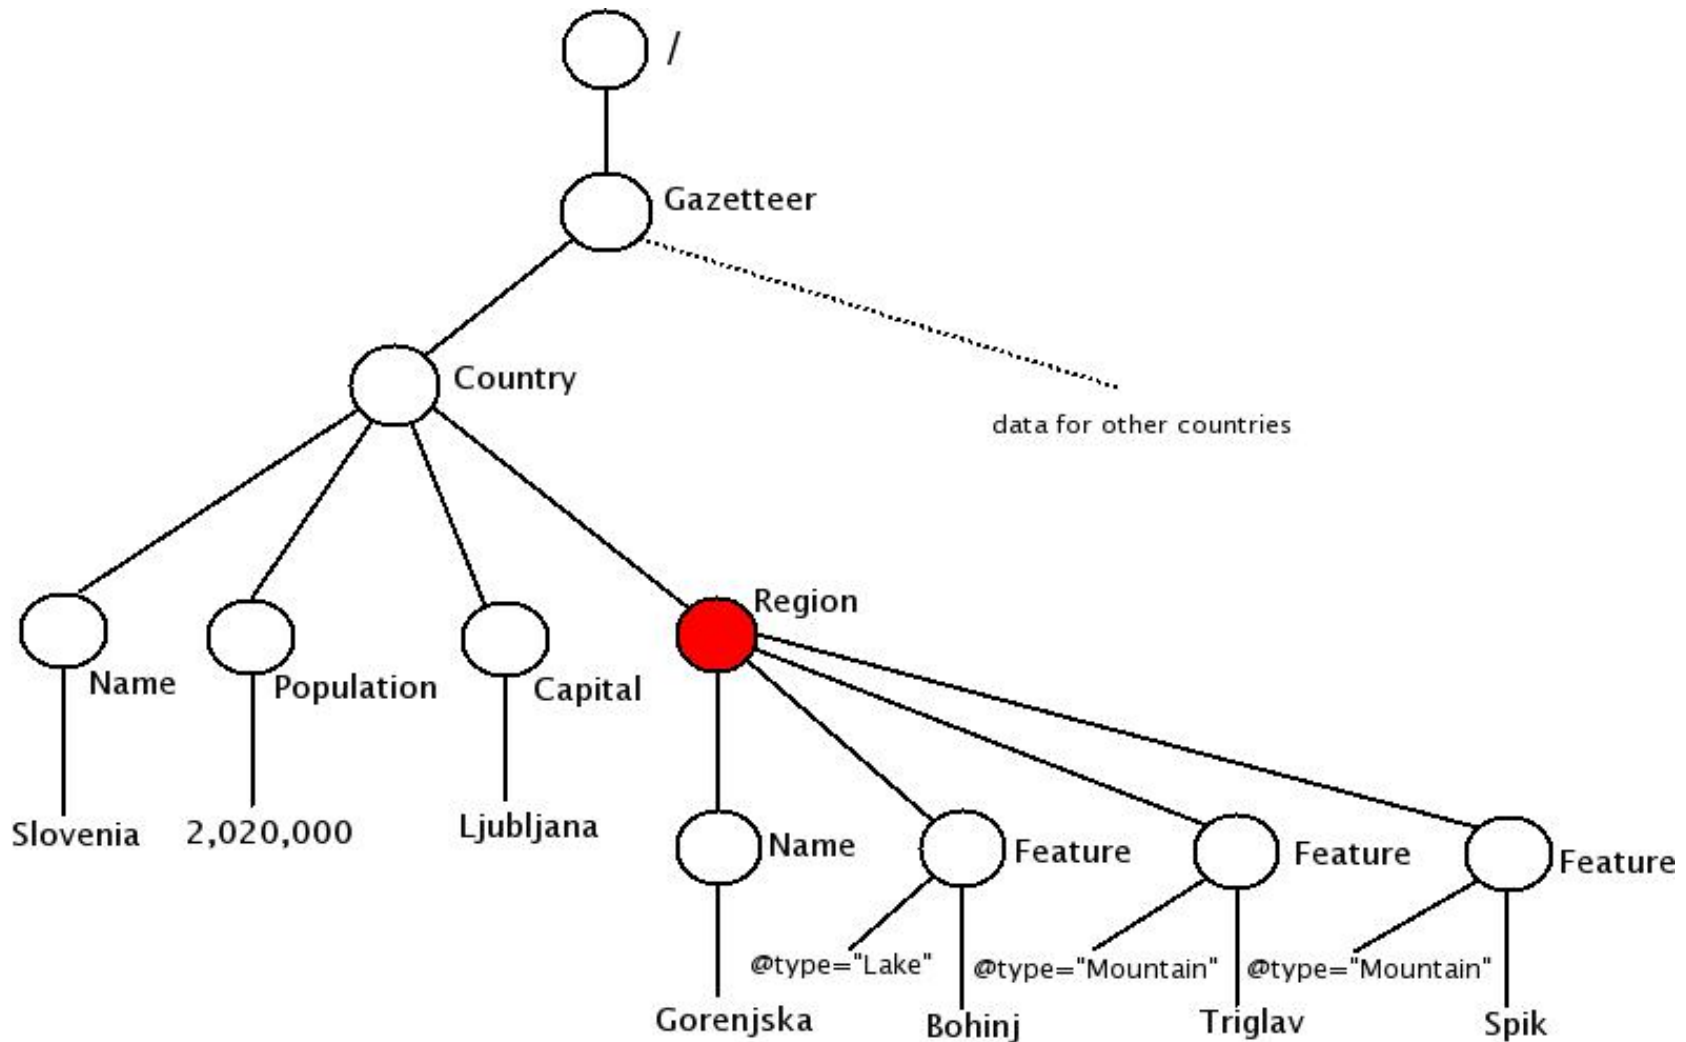 /
Gazetteer
Country
data for other countries
Region
Name
Population
Capital
Slovenia
2,020,000
Ljubljana
Name
Feature
Feature
Feature
@type="Lake"
@type="Mountain"
@type="Mountain"
Gorenjska
Bohinj
Triglav
Spik